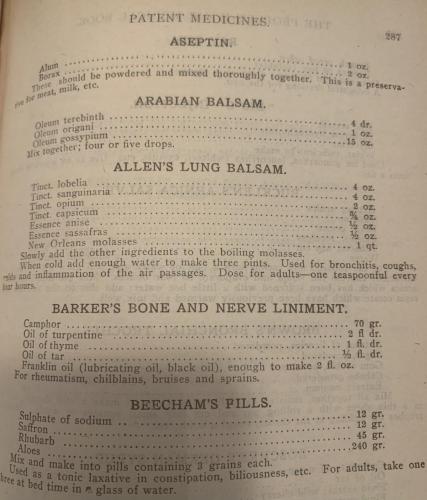 PATENT MEDICINES.
287
ASEPTIN.
Alum 1 oz.
Borax 2 oz.
These should be powdered and mixed thoroughly together. This is a preserva-
tive for meat, milk, etc.
ARABIAN BALSAM.
Oleum terebinth 4 dr.
Oleum origani 1 oz.
Oleum gossypium 15 oz.
Mix together; four or five drops.
ALLEN'S LUNG BALSAM.
Tinct. lobelia 4 oz.
Tinct. sanguinaria 4 oz.
Tinct. opium 2 oz.
Tinct. capsicum ¾ oz.
Essence anise ½ oz.
Essence sassafras ½ oz.
New Orleans molasses 1 qt.
Slowly add the other ingredients to the boiling molasses.
When cold add enough water to make three pints. Used for bronchitis, coughs,
and inflammation of the air passages. Dose for adults—one teaspoonful every
four hours.
BARKER'S BONE AND NERVE LINIMENT.
Camphor 70 gr.
Oil of turpentine 2 fl dr.
Oil of thyme 1 fl. dr.
Oil of tar ½ fl. dr.
Franklin oil (lubricating oil, black oil), enough to make 2 fl. oz.
For rheumatism, chilblains, bruises and sprains.
BEECHAM'S PILLS.
Sulphate of sodium 12 gr.
Saffron 12 gr.
Rhubarb 45 gr.
Aloes 240 gr.
Mix and make into pills containing 3 grains each.
Used as a tonic laxative in constipation, biliousness, etc. For adults, take one
three at bed time in a glass of water.